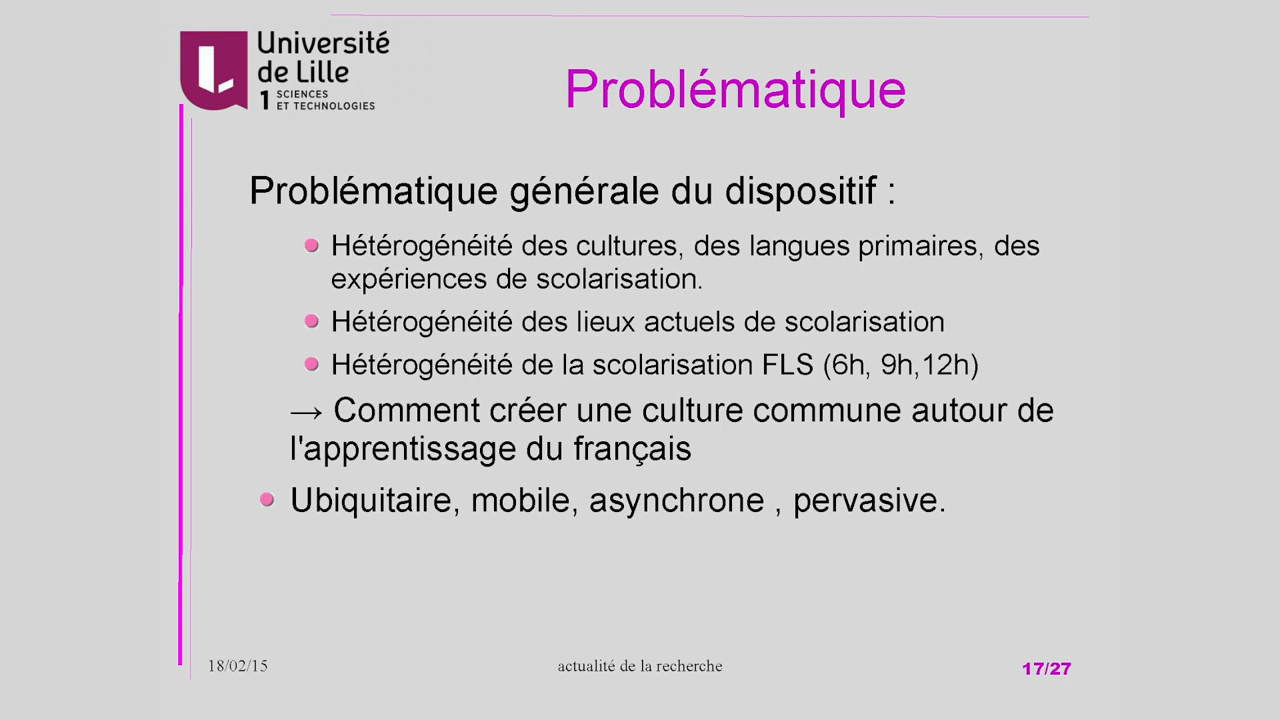 Université
de Lille
1 SCIENCES
ET TECHNOLOGIES
Problématique
Problématique générale du dispositif :
Hétérogénéité des cultures, des langues primaires, des
expériences de scolarisation.
Hétérogénéité des lieux actuels de scolarisation
Hétérogénéité de la scolarisation FLS (6h, 9h,12h)
→ Comment créer une culture commune autour de
l'apprentissage du français
Ubiquitaire, mobile, asynchrone , pervasive.
18/02/15
actualité de la recherche
17/27